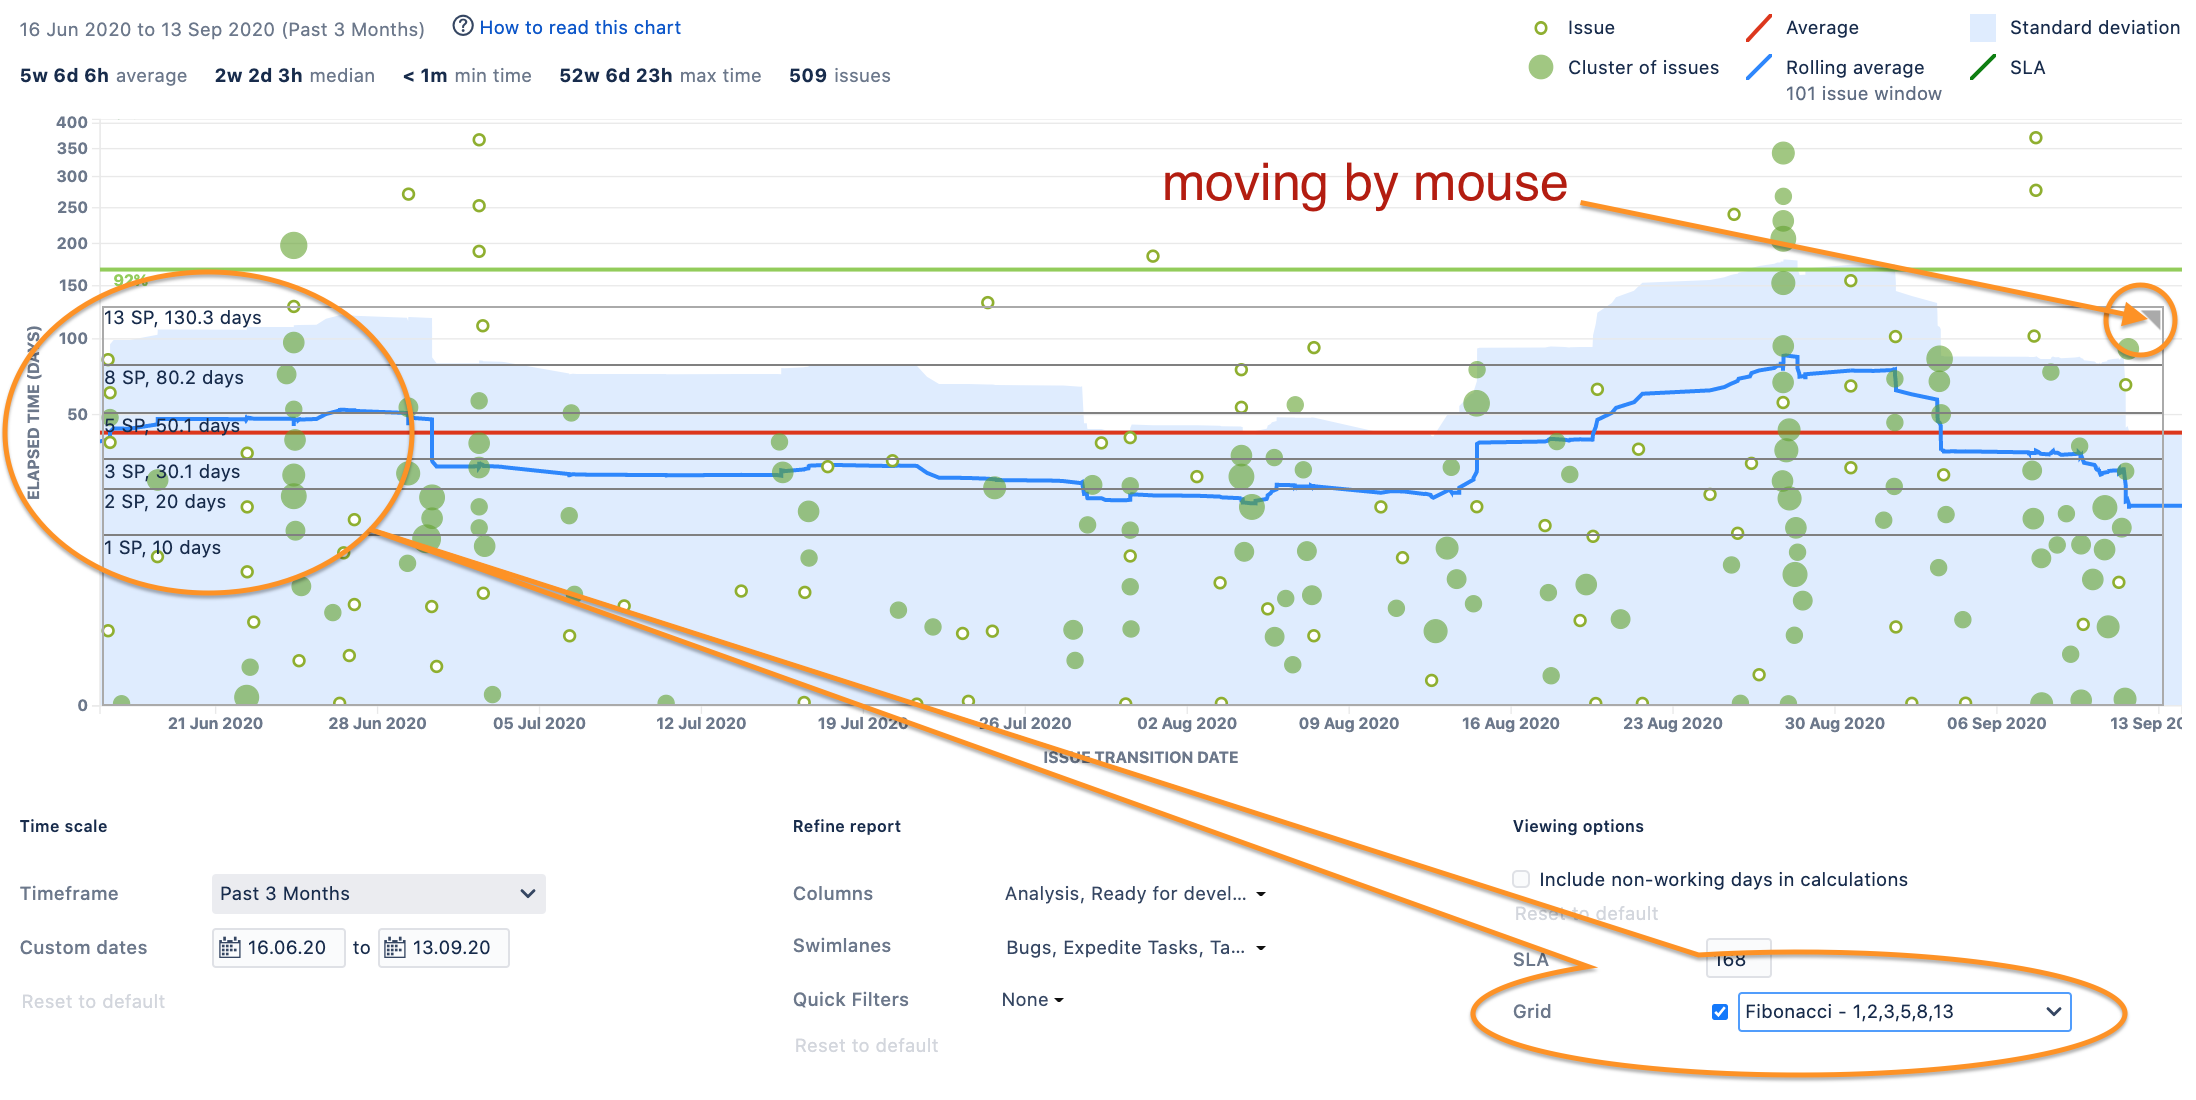 16 Jun 2020 to 13 Sep 2020 (Past 3 Months) How to read this chart
5w 6d 6h average 2w 2d 3h median < 1m min time 52w 6d 23h max time 509 issues
Issue Average Standard deviation
Cluster of issues Rolling average SLA
101 issue window
moving by mouse
ELAPSED TIME (DAYS)
400
350
300
250
200
150
100
50
0
92%
13 SP, 130.3 days
8 SP, 80.2 days
5 SP, 50.1 days
3 SP, 30.1 days
2 SP, 20 days
1 SP, 10 days
21 Jun 2020 28 Jun 2020 05 Jul 2020 12 Jul 2020 19 Jul 2020 26 Jul 2020 02 Aug 2020 09 Aug 2020 16 Aug 2020 23 Aug 2020 30 Aug 2020 06 Sep 2020 13 Sep 20
ISSUE TRANSITION DATE
Time scale
Timeframe Past 3 Months
Custom dates 16.06.20 to 13.09.20
Reset to default
Refine report
Columns Analysis, Ready for devel...
Swimlanes Bugs, Expedite Tasks, Ta...
Quick Filters None
Reset to default
Viewing options
Include non-working days in calculations
Reset to default
SLA 168
Grid Fibonacci - 1,2,3,5,8,13